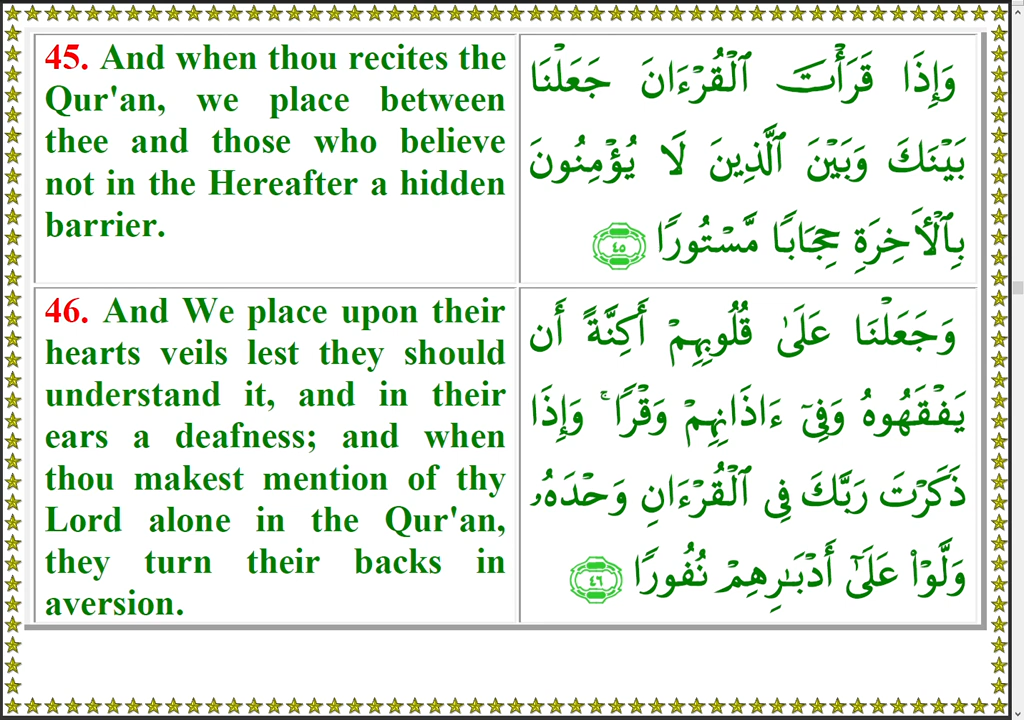 45. And when thou recites the
Qur'an, we place between
thee and those who believe
not in the Hereafter a hidden
barrier.
وَإِذَا قَرَأْتَ ٱلْقُرْءَانَ جَعَلْنَا
بَيْنَكَ وَبَيْنَ ٱلَّذِينَ لَا يُؤْمِنُونَ
بِٱلْأَخِرَةِ حِجَابًا مَّسْتُورًا ٤٥
46. And We place upon their
hearts veils lest they should
understand it, and in their
ears a deafness; and when
thou makest mention of thy
Lord alone in the Qur'an,
they turn their backs in
aversion.
وَجَعَلْنَا عَلَىٰ قُلُوبِهِمْ أَكِنَّةً أَن
يَفْقَهُوهُ وَفِىٓ ءَاذَانِهِمْ وَقْرًا ۚ وَإِذَا
ذَكَرْتَ رَبَّكَ فِى ٱلْقُرْءَانِ وَحْدَهُۥ
وَلَّوْا۟ عَلَىٰٓ أَدْبَـٰرِهِمْ نُفُورًا ٤٦